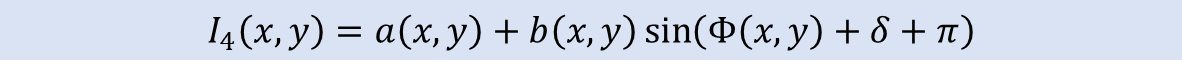 I₄(x, y) = a(x, y) + b(x, y) sin(Φ(x, y) + δ + π)